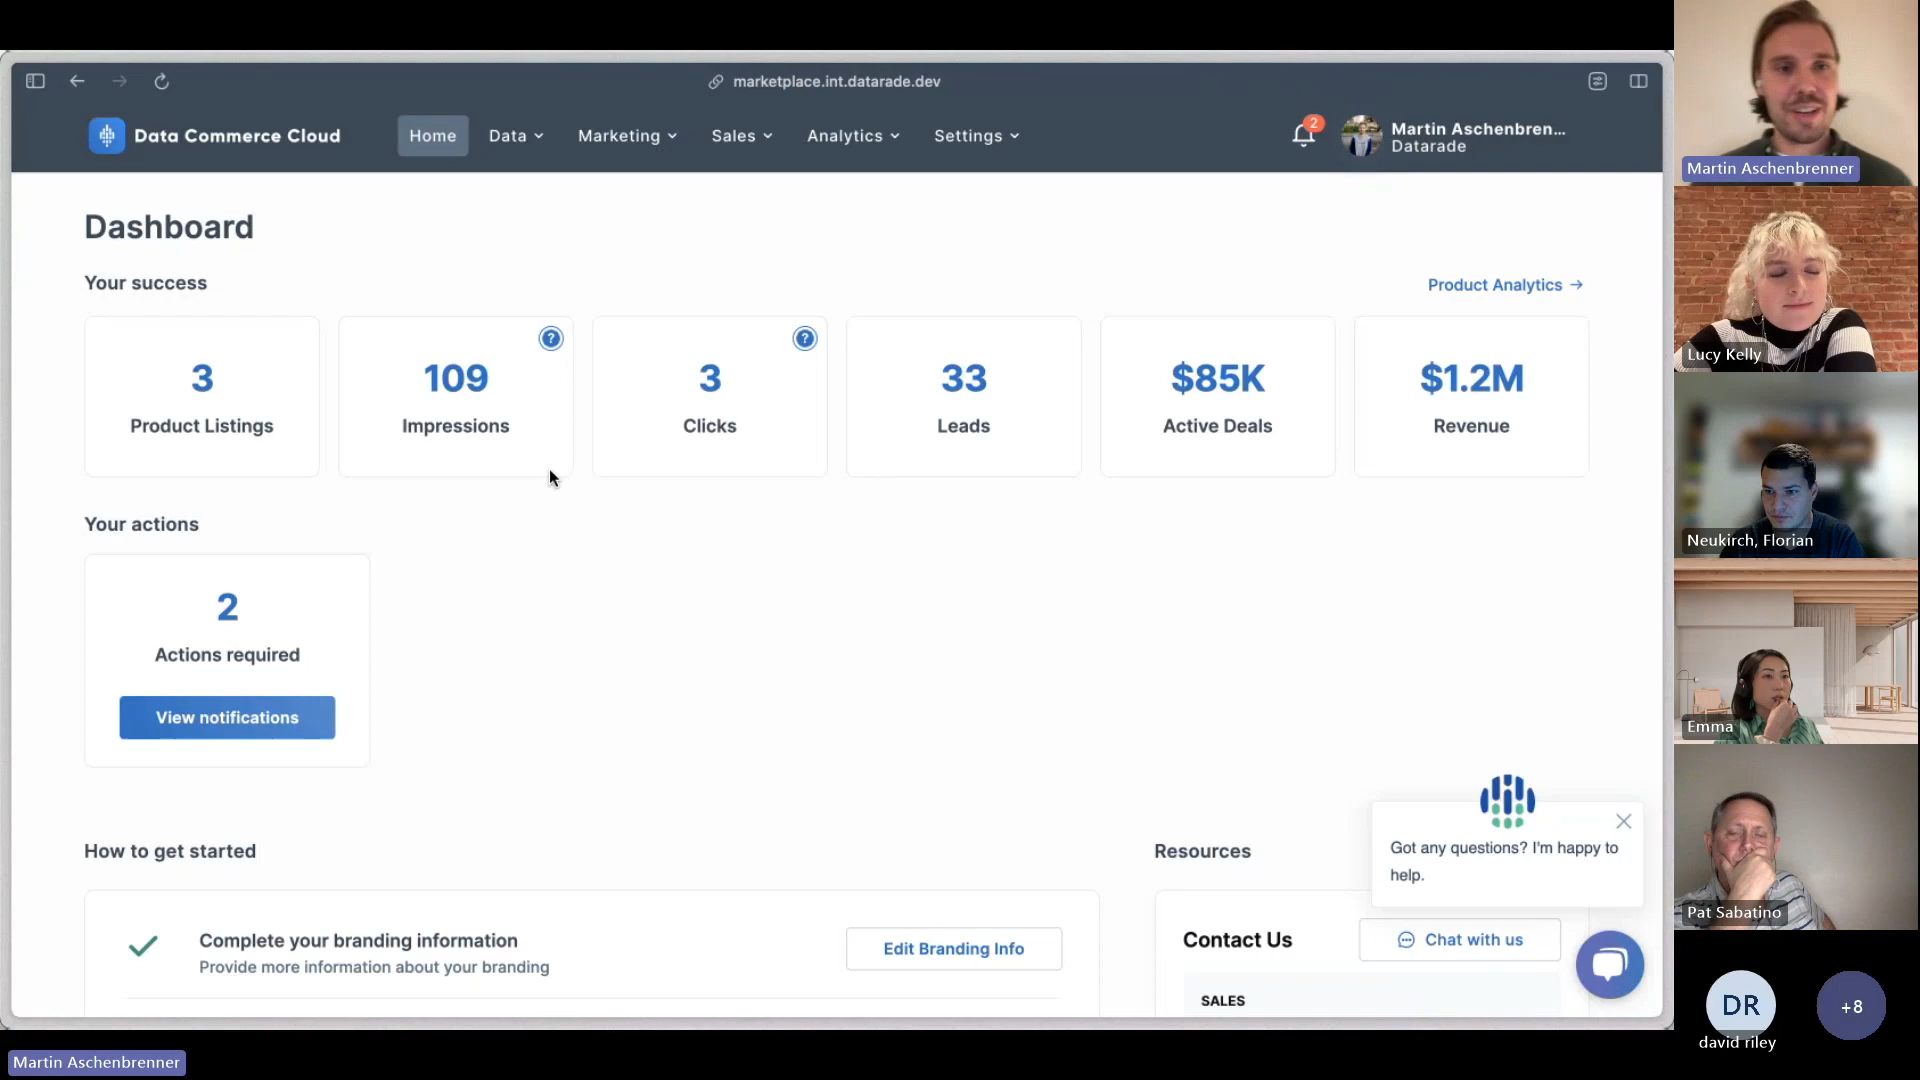 marketplace.int.datarade.dev
Data Commerce Cloud
Home
Data
Marketing
Sales
Analytics
Settings
2
Martin Aschenbren...
Datarade
Dashboard
Your success
Product Analytics →
3
Product Listings
?
109
Impressions
?
3
Clicks
33
Leads
$85K
Active Deals
$1.2M
Revenue
Your actions
2
Actions required
View notifications
How to get started
Complete your branding information
Provide more information about your branding
Edit Branding Info
Resources
Got any questions? I'm happy to
help.
Contact Us
Chat with us
SALES
Martin Aschenbrenner
Lucy Kelly
Neukirch, Florian
Emma
Pat Sabatino
DR
david riley
+8
Martin Aschenbrenner